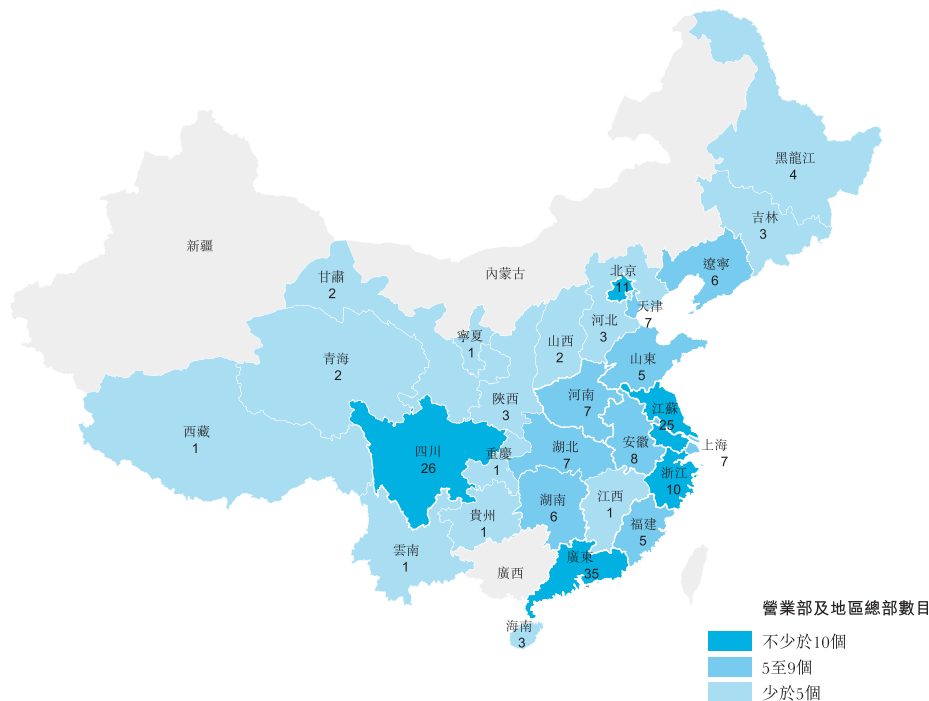 黑龍江
4
吉林
3
新疆
內蒙古
北京
11
遼寧
6
甘肅
2
天津
7
河北
3
寧夏
1
山西
2
青海
2
山東
5
陝西
3
河南
7
江蘇
25
西藏
1
四川
26
重慶
1
湖北
7
安徽
8
上海
7
浙江
10
湖南
6
江西
1
貴州
1
福建
5
雲南
1
廣西
廣東
35
海南
3
營業部及地區總部數目
不少於10個
5至9個
少於5個